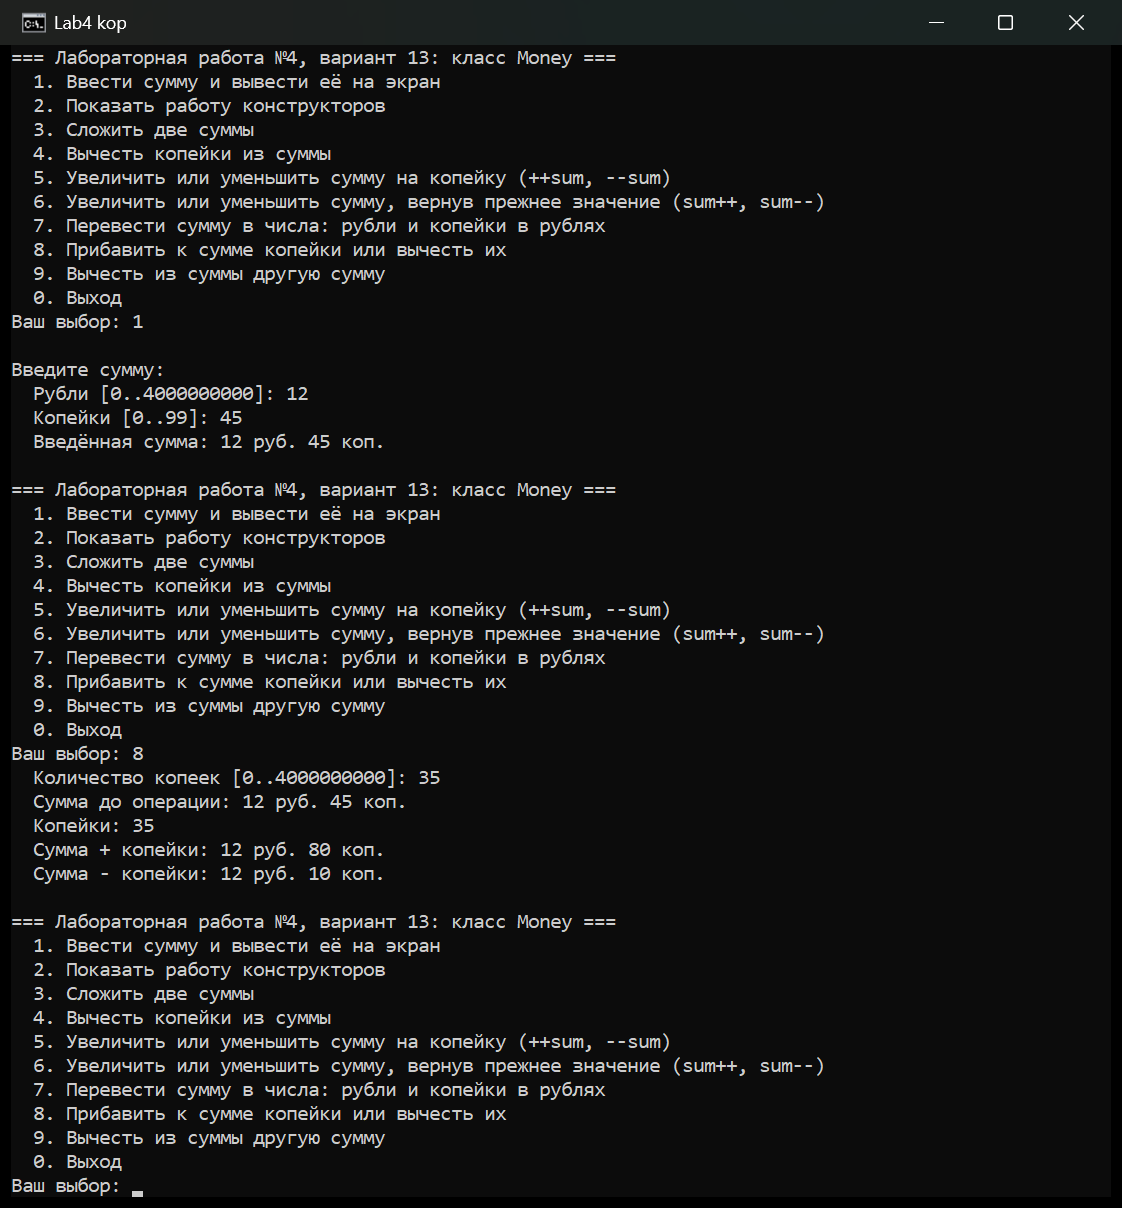 Lab4 kop
=== Лабораторная работа №4, вариант 13: класс Money ===
1. Ввести сумму и вывести её на экран
2. Показать работу конструкторов
3. Сложить две суммы
4. Вычесть копейки из суммы
5. Увеличить или уменьшить сумму на копейку (++sum, --sum)
6. Увеличить или уменьшить сумму, вернув прежнее значение (sum++, sum--)
7. Перевести сумму в числа: рубли и копейки в рублях
8. Прибавить к сумме копейки или вычесть их
9. Вычесть из суммы другую сумму
0. Выход
Ваш выбор: 1
Введите сумму:
Рубли [0..4000000000]: 12
Копейки [0..99]: 45
Введённая сумма: 12 руб. 45 коп.
=== Лабораторная работа №4, вариант 13: класс Money ===
1. Ввести сумму и вывести её на экран
2. Показать работу конструкторов
3. Сложить две суммы
4. Вычесть копейки из суммы
5. Увеличить или уменьшить сумму на копейку (++sum, --sum)
6. Увеличить или уменьшить сумму, вернув прежнее значение (sum++, sum--)
7. Перевести сумму в числа: рубли и копейки в рублях
8. Прибавить к сумме копейки или вычесть их
9. Вычесть из суммы другую сумму
0. Выход
Ваш выбор: 8
Количество копеек [0..4000000000]: 35
Сумма до операции: 12 руб. 45 коп.
Копейки: 35
Сумма + копейки: 12 руб. 80 коп.
Сумма - копейки: 12 руб. 10 коп.
=== Лабораторная работа №4, вариант 13: класс Money ===
1. Ввести сумму и вывести её на экран
2. Показать работу конструкторов
3. Сложить две суммы
4. Вычесть копейки из суммы
5. Увеличить или уменьшить сумму на копейку (++sum, --sum)
6. Увеличить или уменьшить сумму, вернув прежнее значение (sum++, sum--)
7. Перевести сумму в числа: рубли и копейки в рублях
8. Прибавить к сумме копейки или вычесть их
9. Вычесть из суммы другую сумму
0. Выход
Ваш выбор: